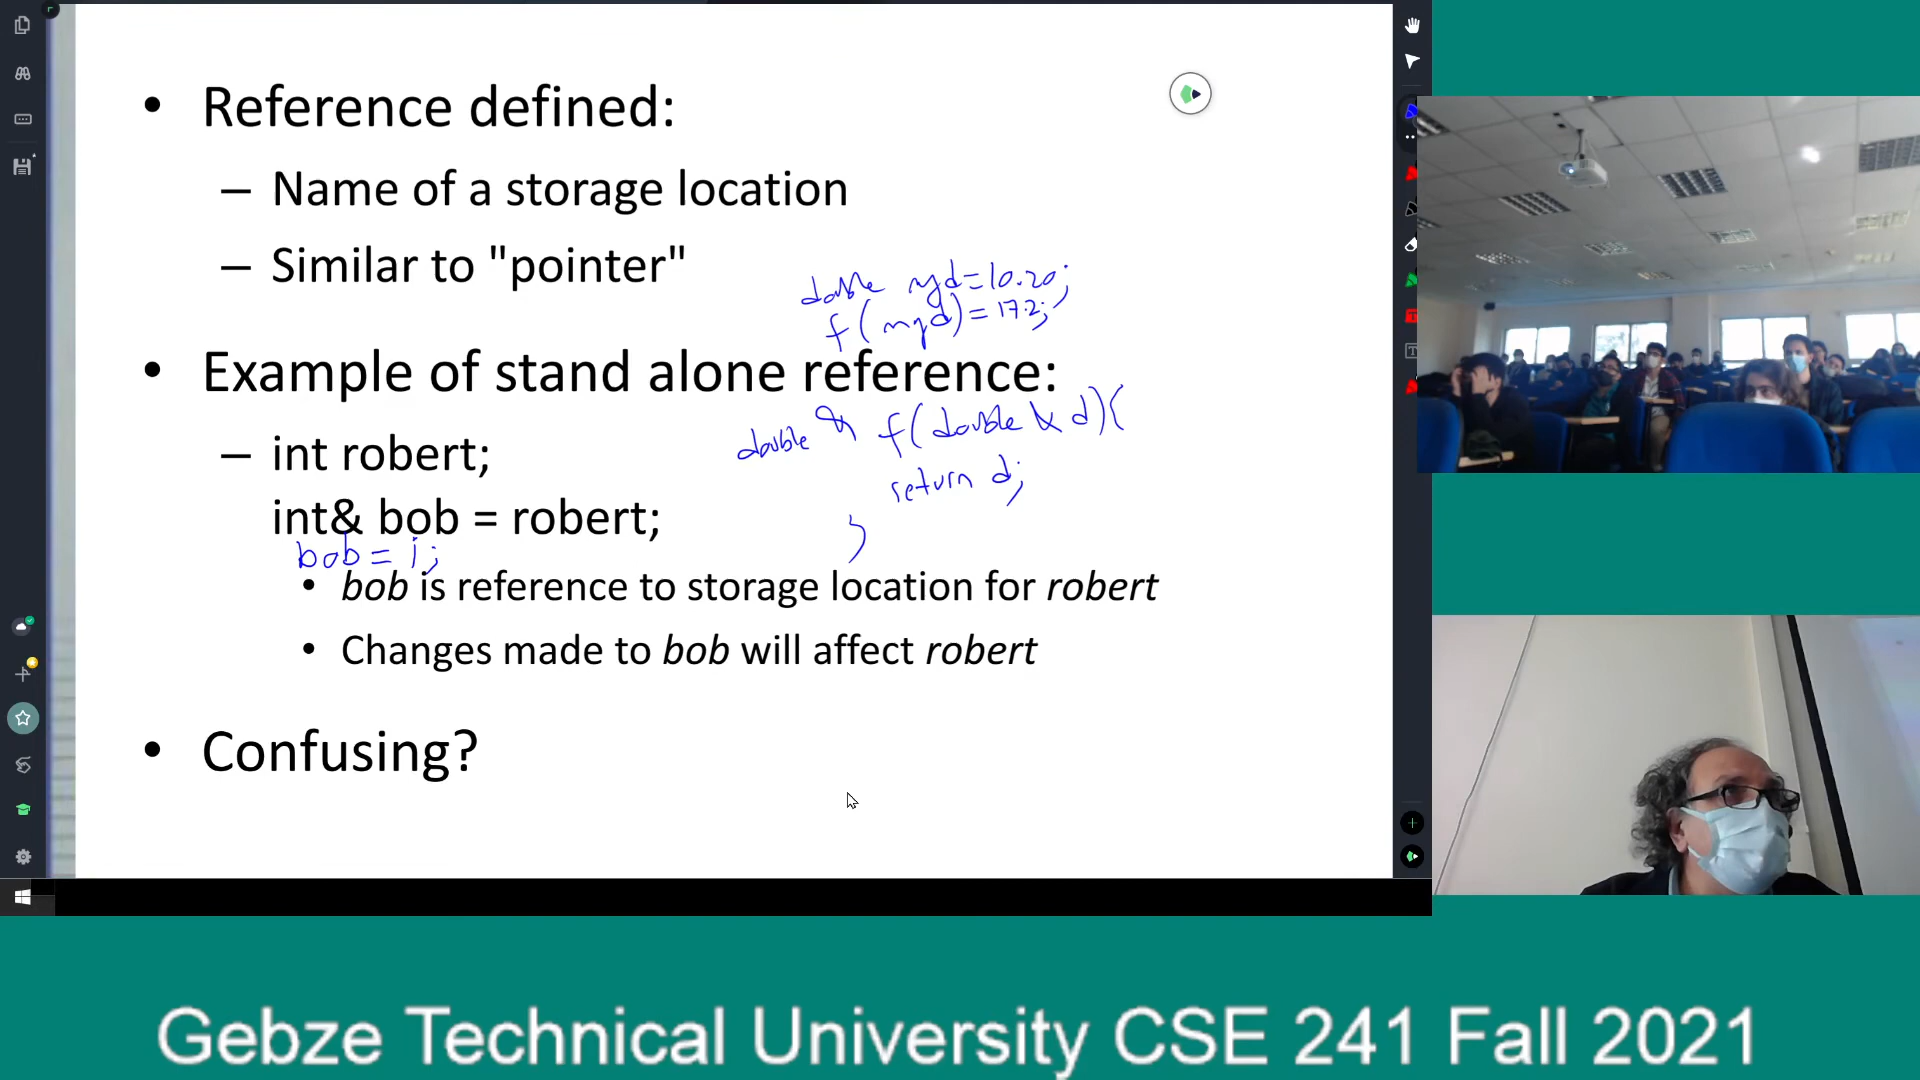 • Reference defined:
– Name of a storage location
– Similar to "pointer"
double myd=10.20;
f(myd)=17.2;
• Example of stand alone reference:
double & f(double & d){
– int robert;
return d;
int& bob = robert;
}
bob = i;
• bob is reference to storage location for robert
• Changes made to bob will affect robert
• Confusing?
Gebze Technical University CSE 241 Fall 2021